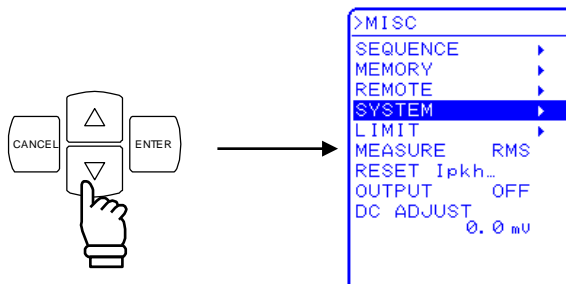 CANCEL
ENTER
>MISC
SEQUENCE
MEMORY
REMOTE
SYSTEM
LIMIT
MEASURE RMS
RESET Ipkh…
OUTPUT OFF
DC ADJUST
0.0 mV